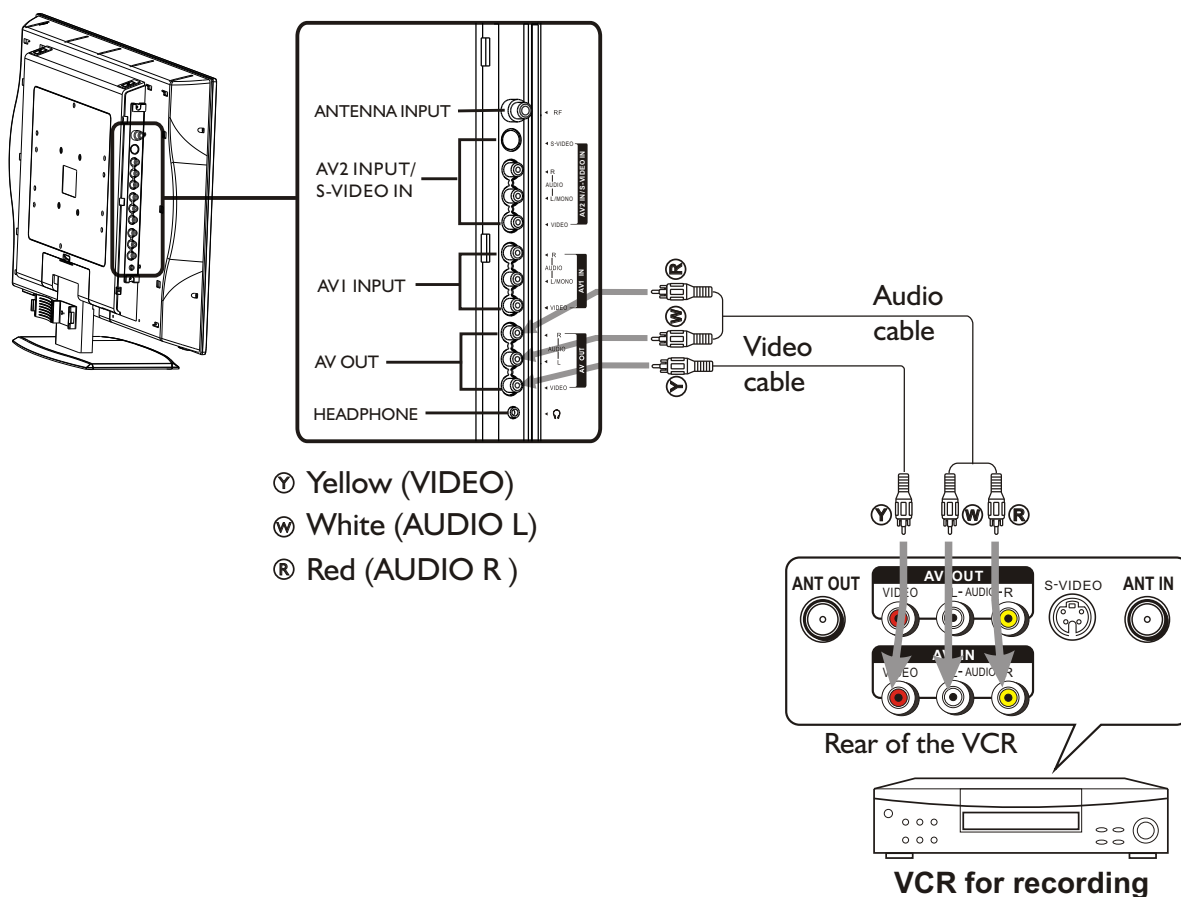 ANTENNA INPUT
AV2 INPUT/
S-VIDEO IN
AV1 INPUT
AV OUT
HEADPHONE
RF
S-VIDEO
R
AUDIO
L/MONO
VIDEO
AV2 IN/S-VIDEO IN
R
AUDIO
L/MONO
VIDEO
AV1 IN
R
AUDIO
L
VIDEO
AV OUT
R
W
Y
Audio
cable
Video
cable
Y Yellow (VIDEO)
W White (AUDIO L)
R Red (AUDIO R )
Y
W
R
ANT OUT
AV OUT
VIDEO
L-AUDIO-R
S-VIDEO
ANT IN
AV IN
VIDEO
L-AUDIO-R
Rear of the VCR
VCR for recording